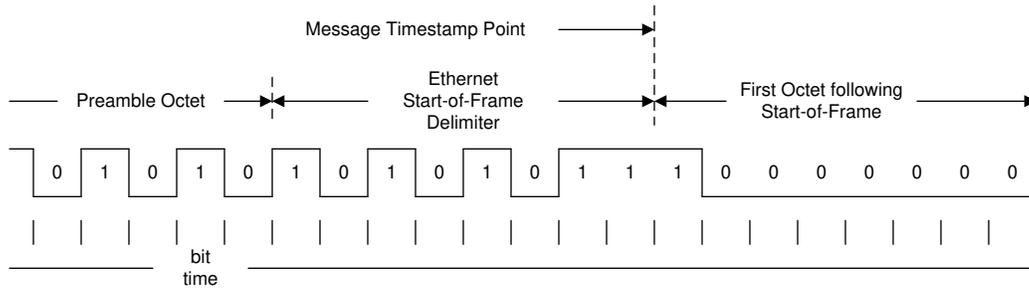 Message Timestamp Point
Preamble Octet
Ethernet
Start-of-Frame
Delimiter
First Octet following
Start-of-Frame
0 1 0 1 0 1 0 1 0 1 0 1 1 1 0 0 0 0 0 0 0
bit
time